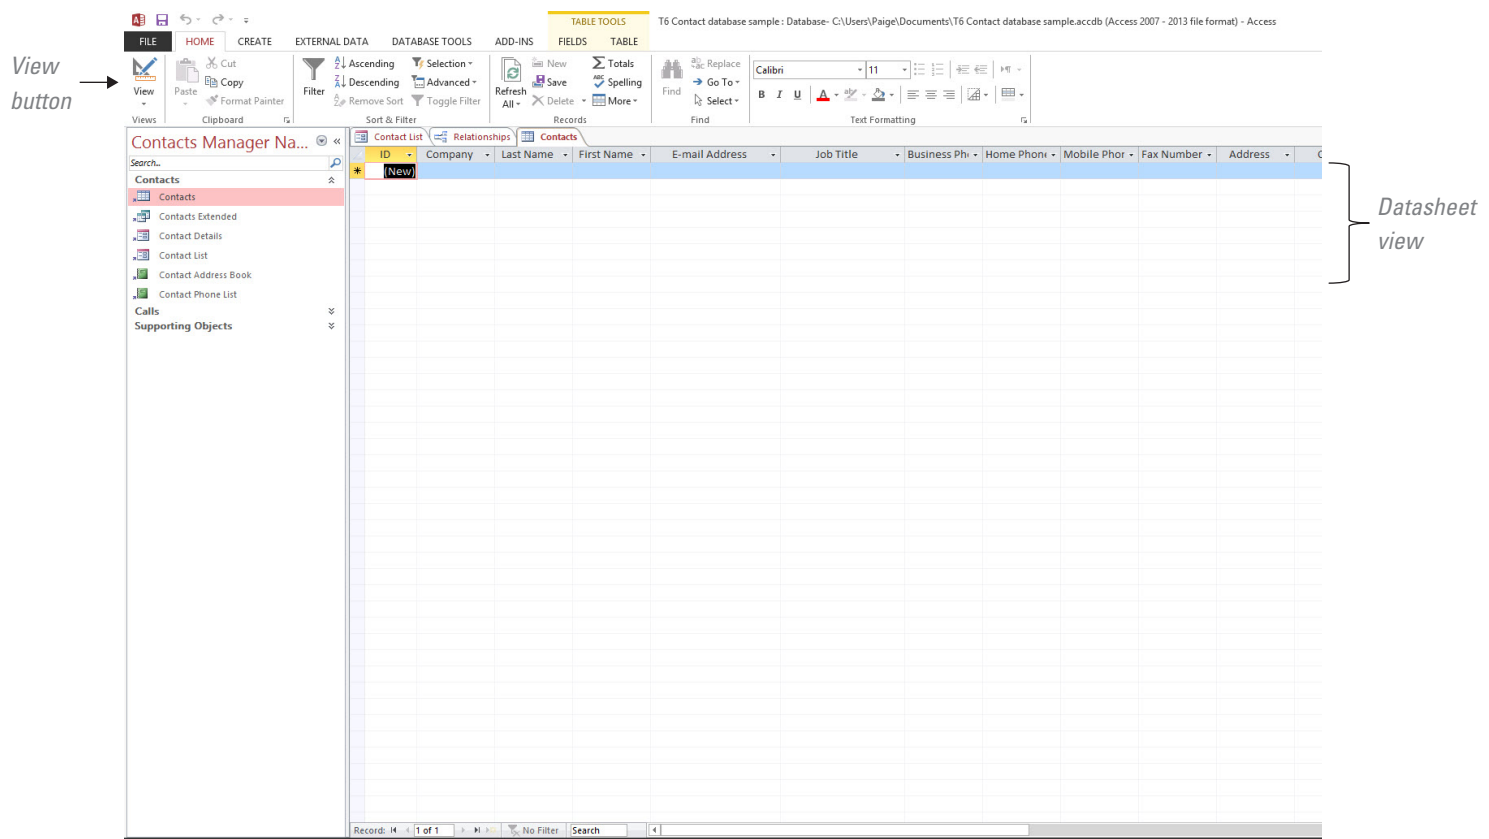 TABLE TOOLS
T6 Contact database sample : Database- C:\Users\Paige\Documents\T6 Contact database sample.accdb (Access 2007 - 2013 file format) - Access
FILE HOME CREATE EXTERNAL DATA DATABASE TOOLS ADD-INS FIELDS TABLE
View
button
View
Views
Paste
Cut
Copy
Format Painter
Clipboard
Filter
Ascending
Descending
Remove Sort
Selection
Advanced
Toggle Filter
Sort & Filter
Refresh
All
New
Save
Delete
Totals
Spelling
More
Records
Find
Replace
Go To
Select
Find
Calibri 11
B I U A
Text Formatting
Contacts Manager Na...
Search...
Contacts
Contacts
Contacts Extended
Contact Details
Contact List
Contact Address Book
Contact Phone List
Calls
Supporting Objects
Contact List Relationships Contacts
ID Company Last Name First Name E-mail Address Job Title Business Ph Home Phon Mobile Phon Fax Number Address
(New)
Datasheet
view
Record: 1 of 1 No Filter Search